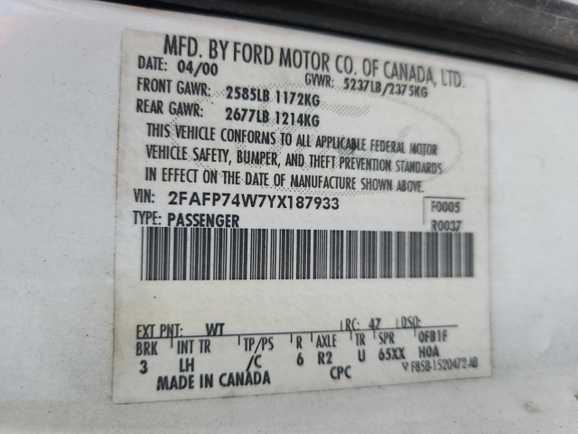 MFD. BY FORD MOTOR CO. OF CANADA, LTD.
DATE: 04/00 GVWR: 5237LB/2375KG
FRONT GAWR: 2585LB 1172KG
REAR GAWR: 2677LB 1214KG
THIS VEHICLE CONFORMS TO ALL APPLICABLE FEDERAL MOTOR
VEHICLE SAFETY, BUMPER, AND THEFT PREVENTION STANDARDS
IN EFFECT ON THE DATE OF MANUFACTURE SHOWN ABOVE.
VIN: 2FAFP74W7YX187933 F0005
TYPE: PASSENGER R0037
EXT PNT: WT RC: 47 DSO:
BRK INT TR TP/PS R AXLE TR SPR 0FB1F
3 LH /C 6 R2 U 65XX H0A
MADE IN CANADA CPC F85B-1520472-AB